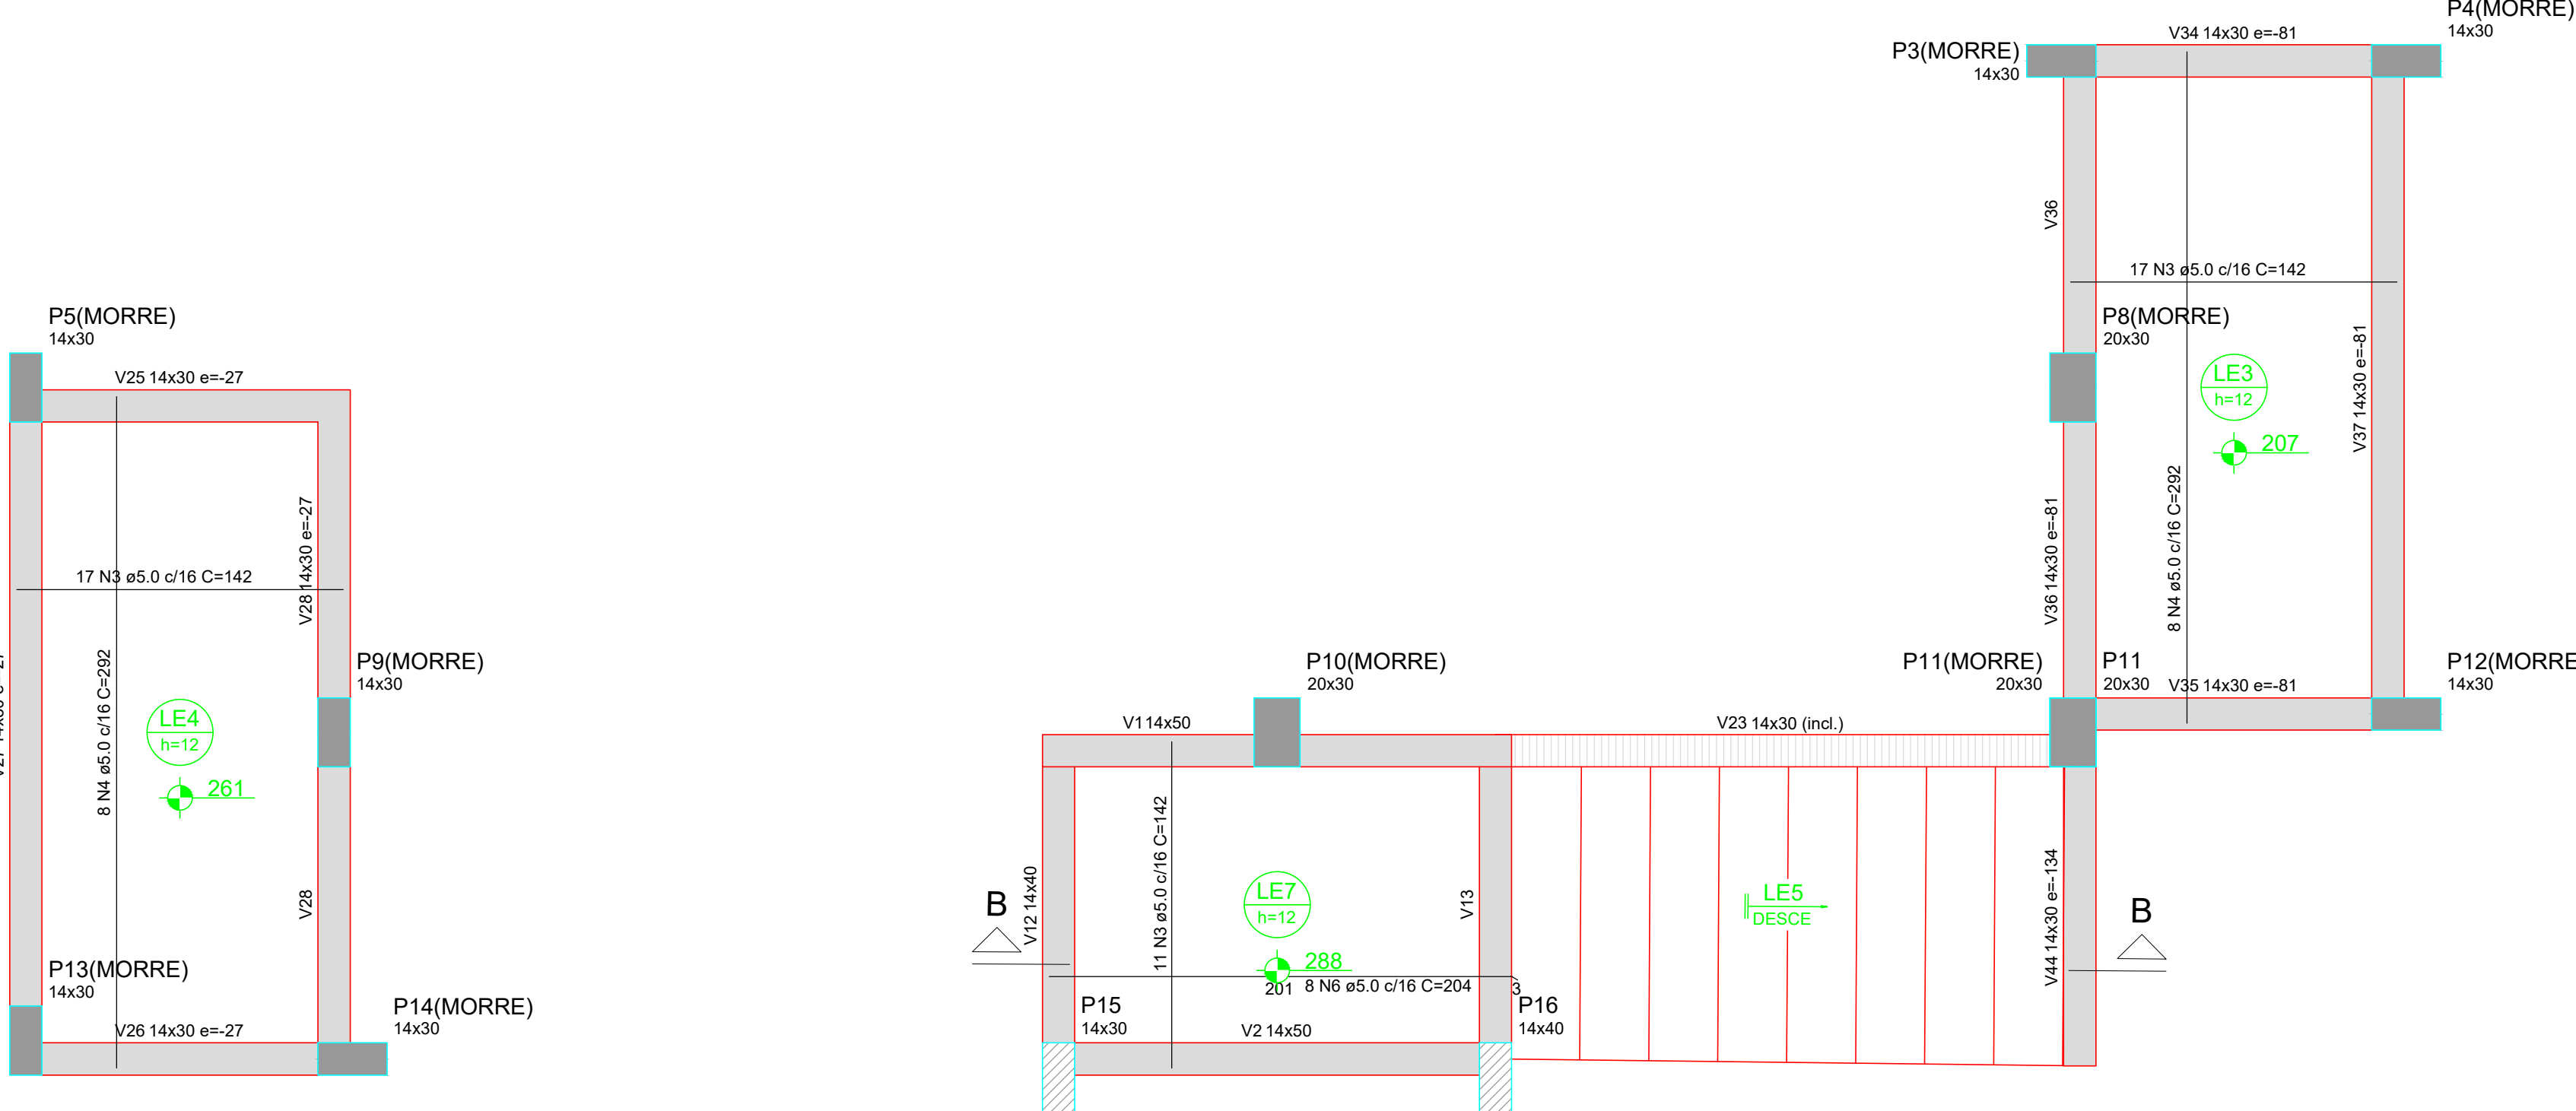 P4(MORRE)
14x30
V34 14x30 e=-81
P3(MORRE)
14x30
V36
17 N3 ø5.0 c/16 C=142
P8(MORRE)
20x30
LE3
h=12
207
V37 14x30 e=-81
8 N4 ø5.0 c/16 C=292
V36 14x30 e=-81
P11(MORRE)
20x30
P11
20x30
V35 14x30 e=-81
P12(MORRE
14x30
P5(MORRE)
14x30
V25 14x30 e=-27
V28 14x30 e=-27
17 N3 ø5.0 c/16 C=142
P9(MORRE)
14x30
8 N4 ø5.0 c/16 C=292
LE4
h=12
261
V28
P13(MORRE)
14x30
V26 14x30 e=-27
P14(MORRE)
14x30
P10(MORRE)
20x30
V1 14x50
V23 14x30 (incl.)
11 N3 ø5.0 c/16 C=142
B
V12 14x40
LE7
h=12
V13
288
201
8 N6 ø5.0 c/16 C=204
3
P15
14x30
V2 14x50
P16
14x40
LE5
DESCE
V44 14x30 e=-134
B